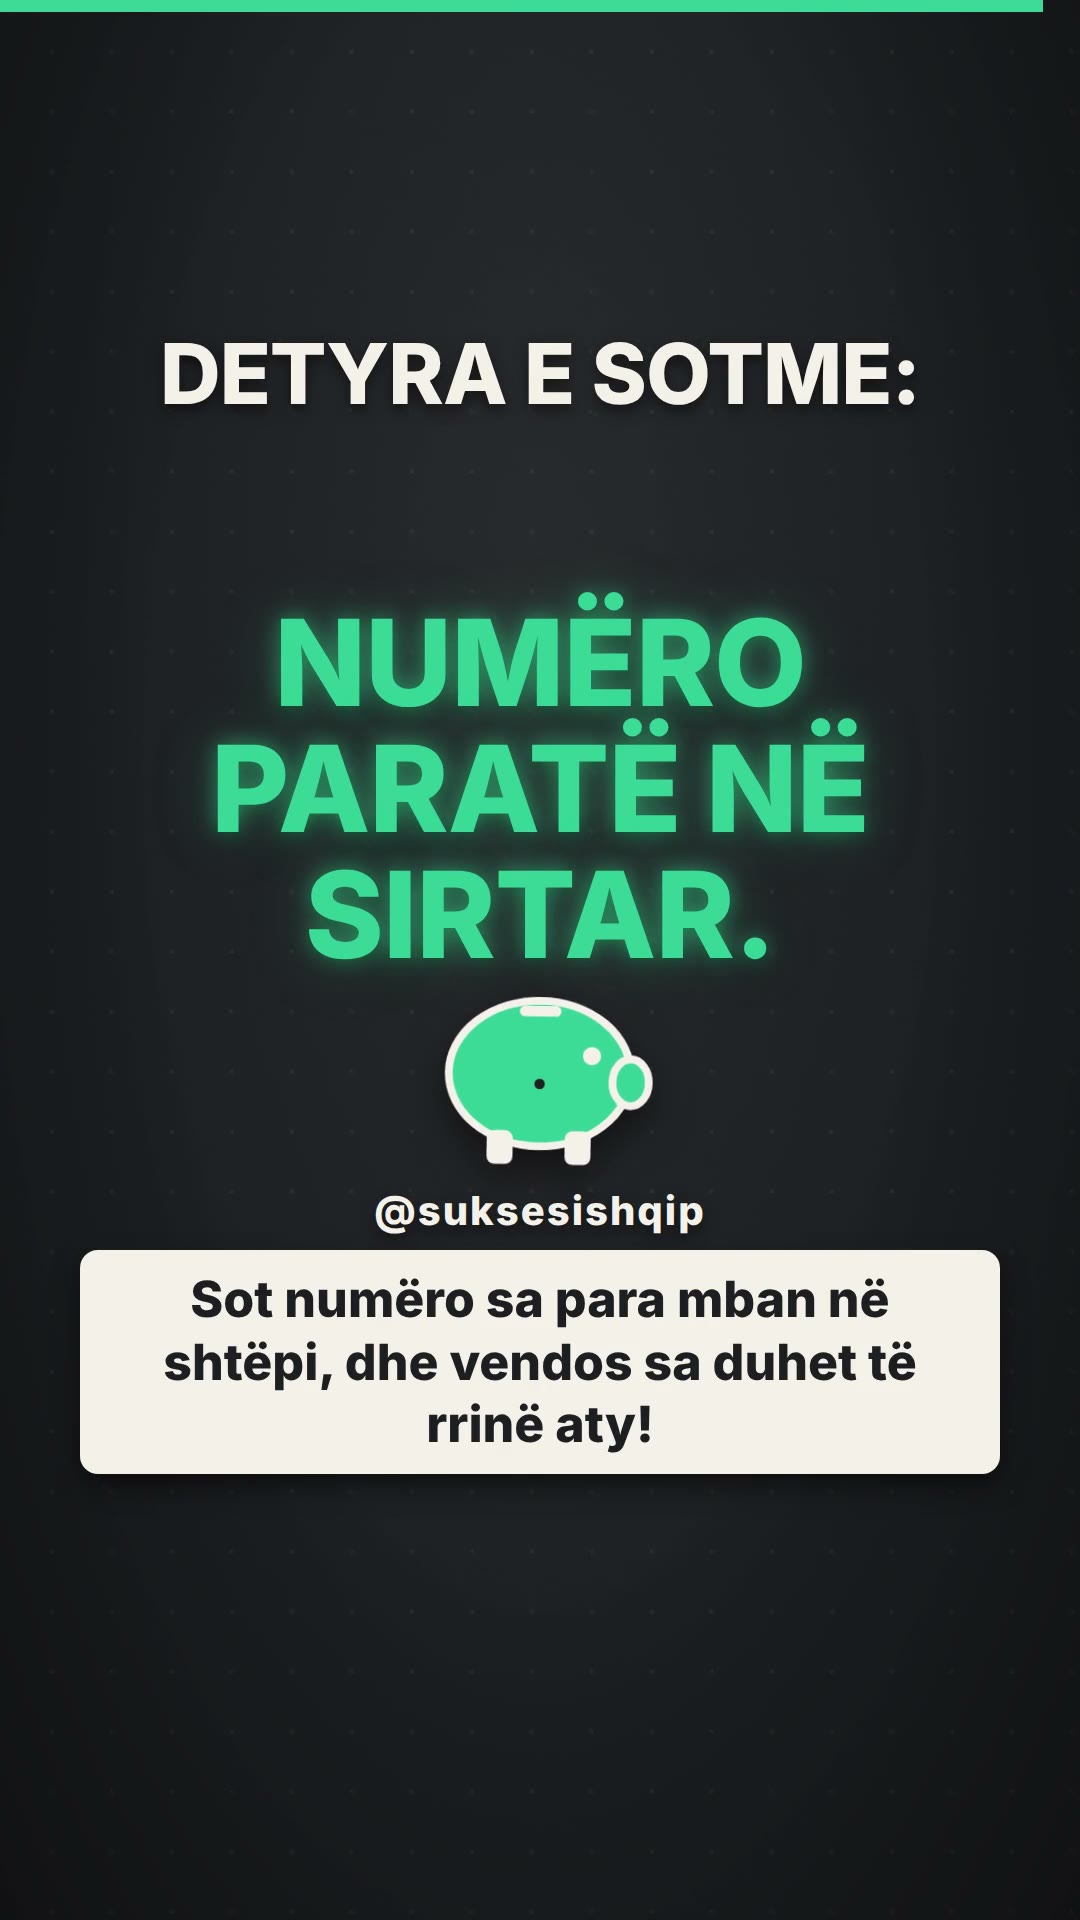 DETYRA E SOTME:
NUMËRO
PARATË NË
SIRTAR.
@suksesishqip
Sot numëro sa para mban në
shtëpi, dhe vendos sa duhet të
rrinë aty!